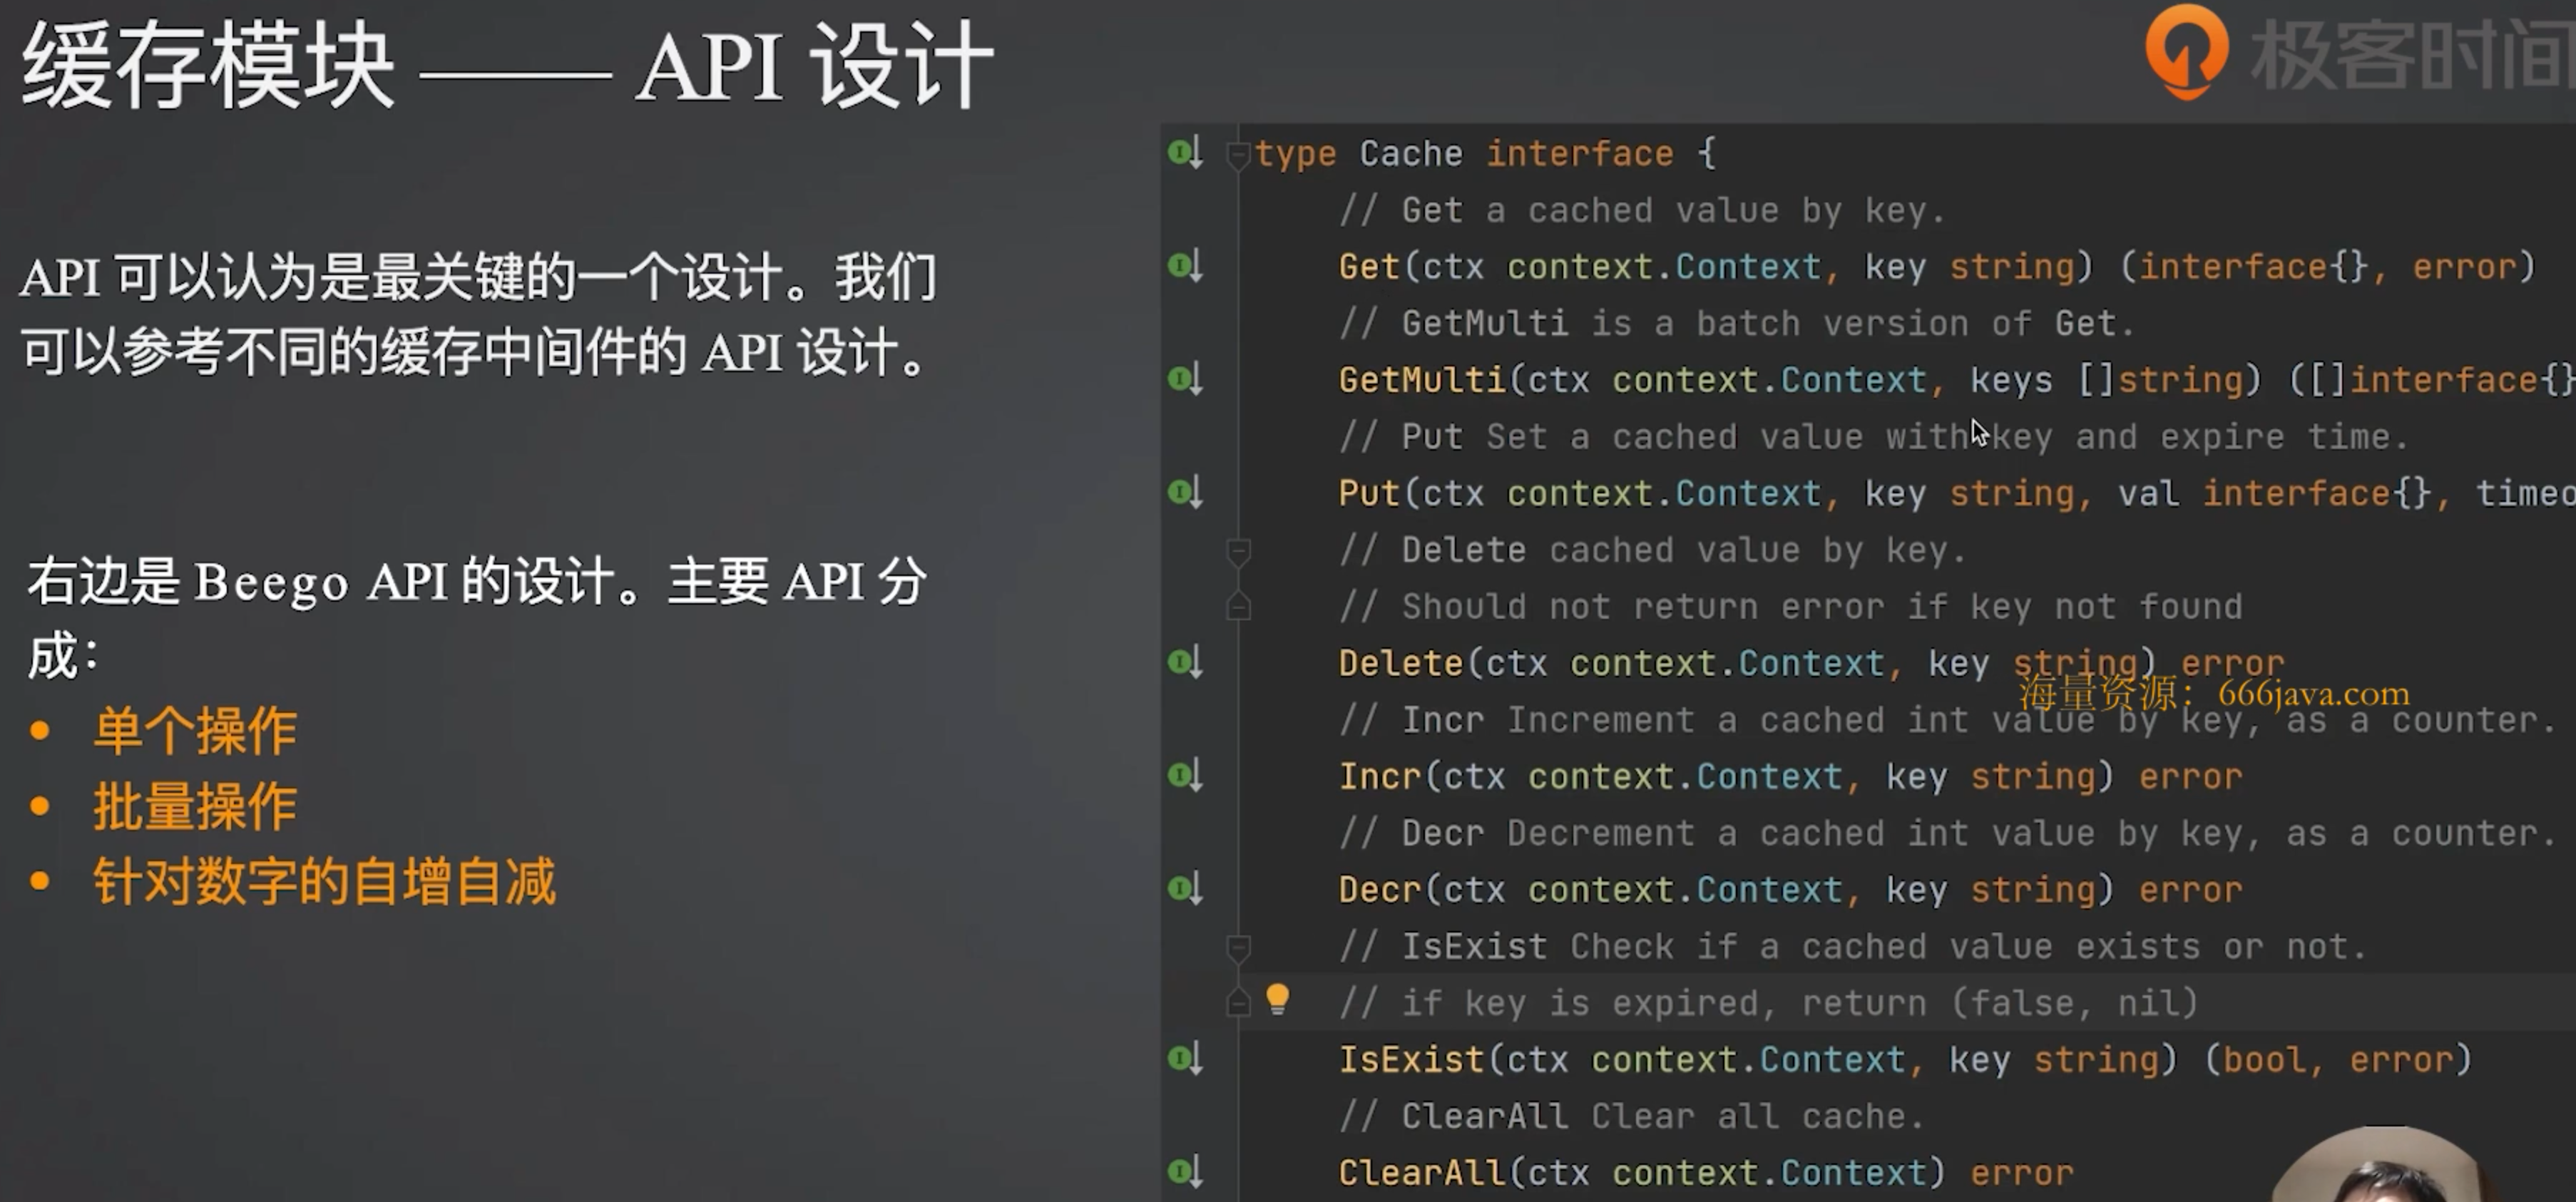 缓存模块 —— API 设计
极客时间
API 可以认为是最关键的一个设计。我们
可以参考不同的缓存中间件的 API 设计。
右边是 Beego API 的设计。主要 API 分
成：
• 单个操作
• 批量操作
• 针对数字的自增自减
type Cache interface {
// Get a cached value by key.
Get(ctx context.Context, key string) (interface{}, error)
// GetMulti is a batch version of Get.
GetMulti(ctx context.Context, keys []string) ([]interface{}
// Put Set a cached value with key and expire time.
Put(ctx context.Context, key string, val interface{}, timeo
// Delete cached value by key.
// Should not return error if key not found
Delete(ctx context.Context, key string) error
海量资源：666java.com
// Incr Increment a cached int value by key, as a counter.
Incr(ctx context.Context, key string) error
// Decr Decrement a cached int value by key, as a counter.
Decr(ctx context.Context, key string) error
// IsExist Check if a cached value exists or not.
// if key is expired, return (false, nil)
IsExist(ctx context.Context, key string) (bool, error)
// ClearAll Clear all cache.
ClearAll(ctx context.Context) error